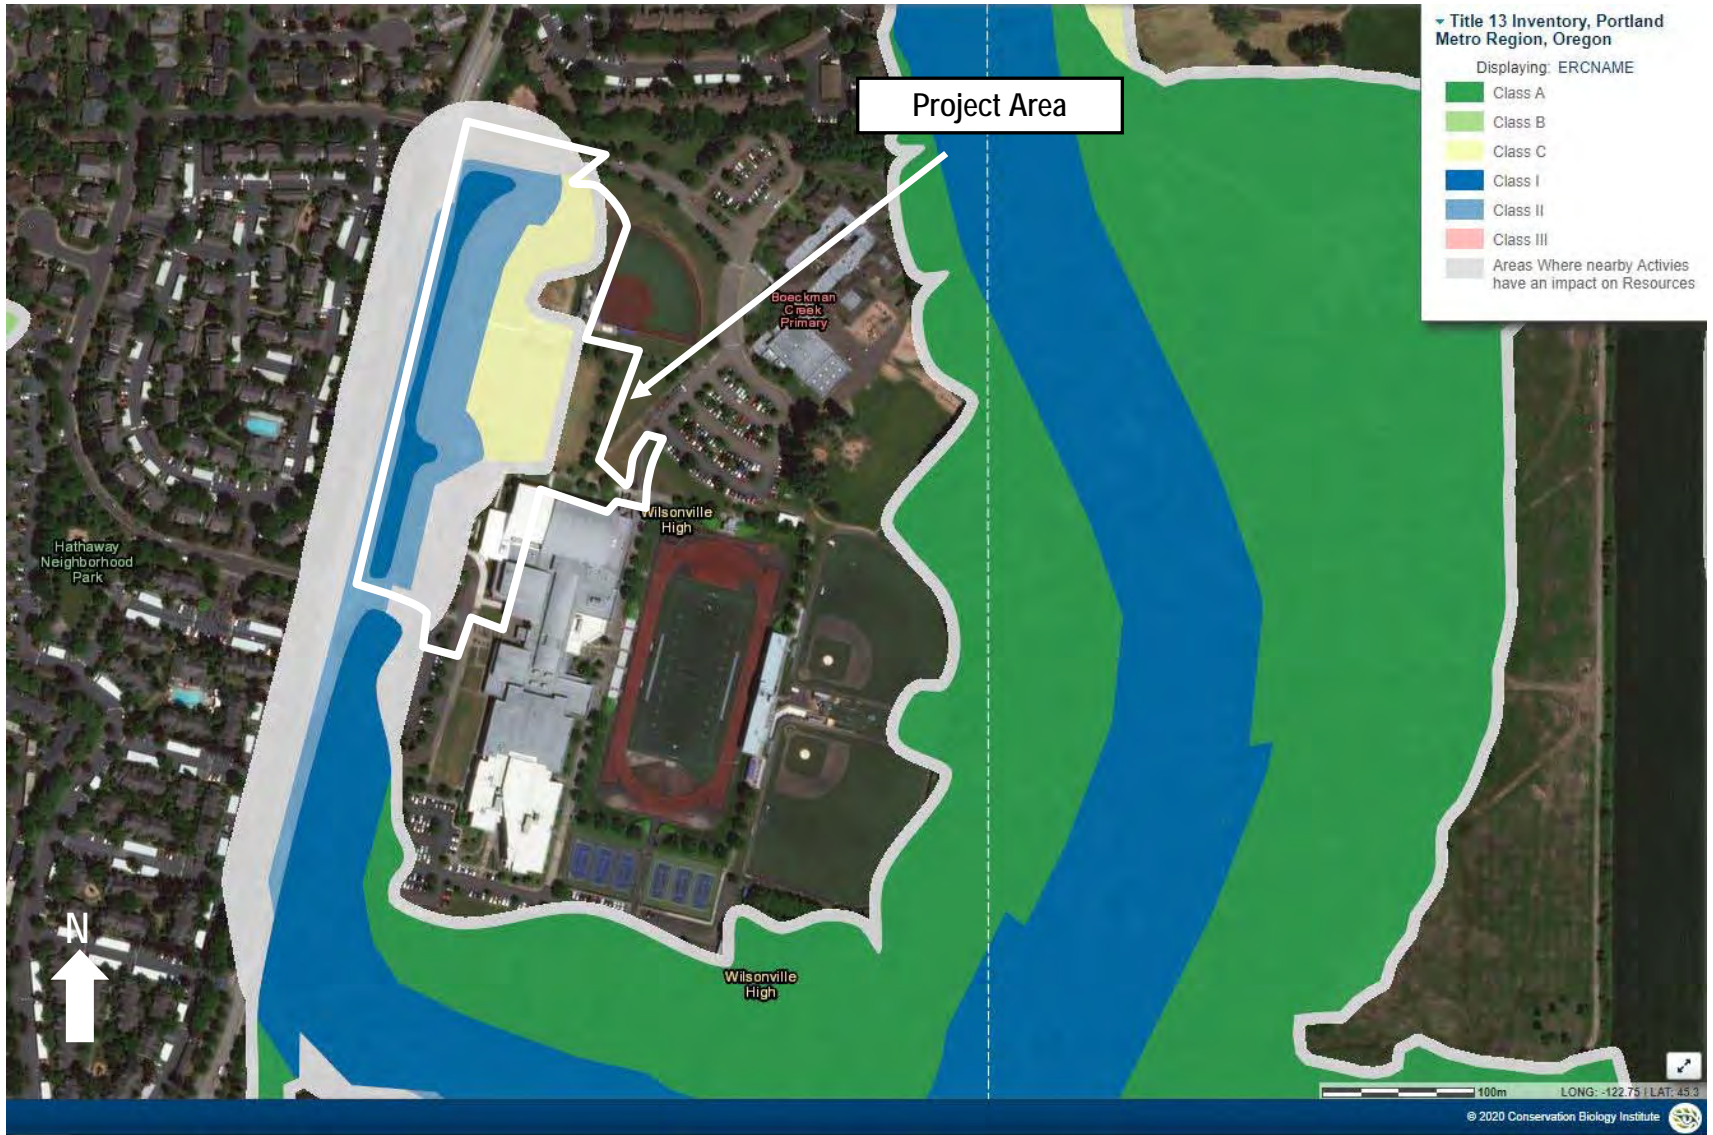 Title 13 Inventory, Portland
Metro Region, Oregon
Displaying: ERCNAME
Class A
Class B
Class C
Class I
Class II
Class III
Areas Where nearby Activies
have an impact on Resources
Project Area
Boeckman
Creek
Primary
Wilsonville
High
Hathaway
Neighborhood
Park
Wilsonville
High
N
100m
LONG: -122.75 | LAT: 45.3
© 2020 Conservation Biology Institute